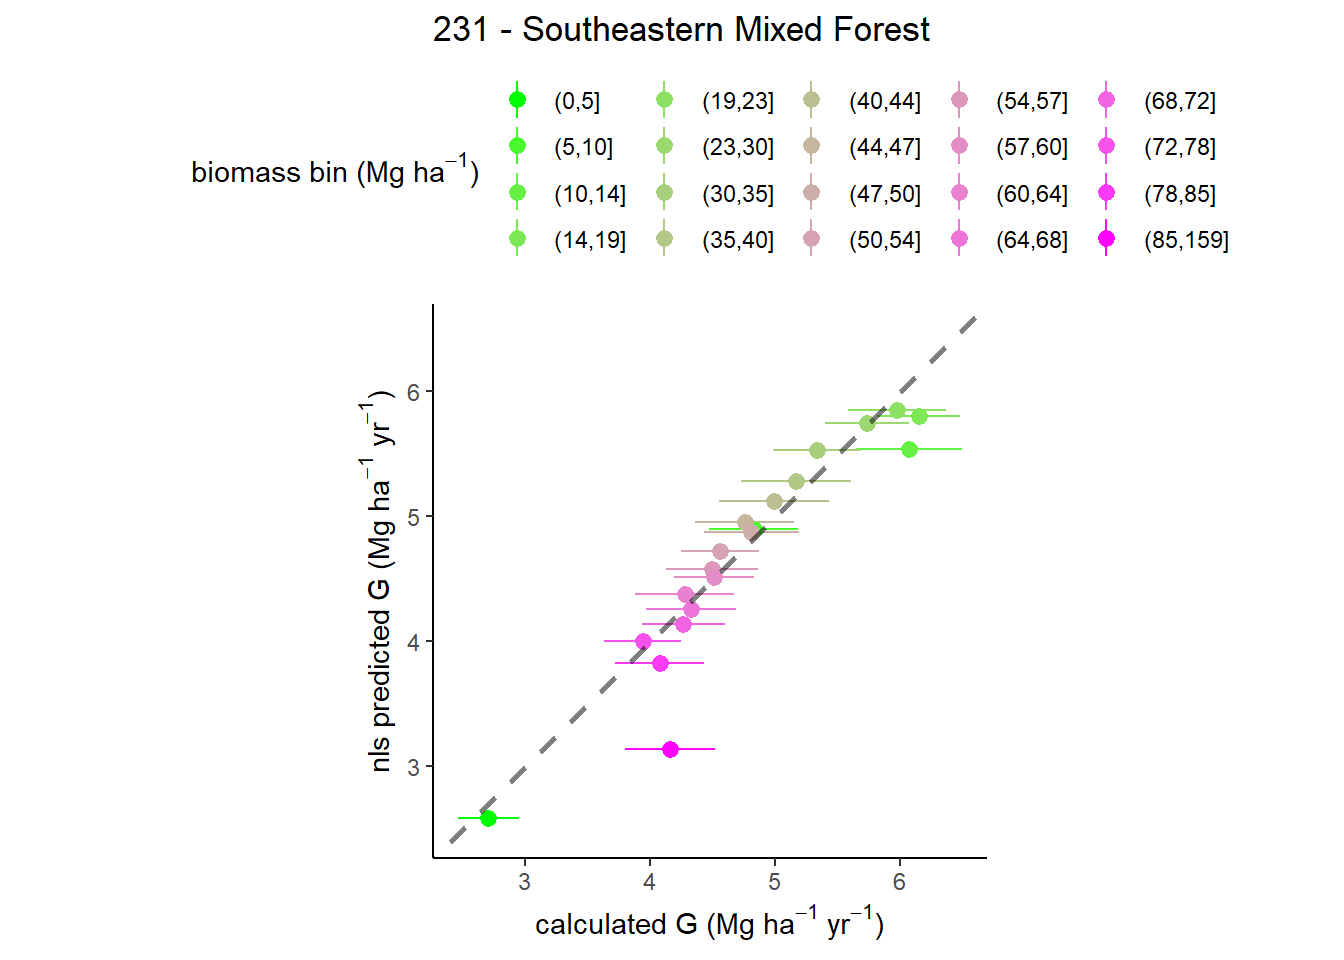 231 - Southeastern Mixed Forest
(0,5] (19,23] (40,44] (54,57] (68,72]
(5,10] (23,30] (44,47] (57,60] (72,78]
biomass bin (Mg ha⁻¹)
(10,14] (30,35] (47,50] (60,64] (78,85]
(14,19] (35,40] (50,54] (64,68] (85,159]
nls predicted G (Mg ha⁻¹ yr⁻¹)
6
5
4
3
3 4 5 6
calculated G (Mg ha⁻¹ yr⁻¹)